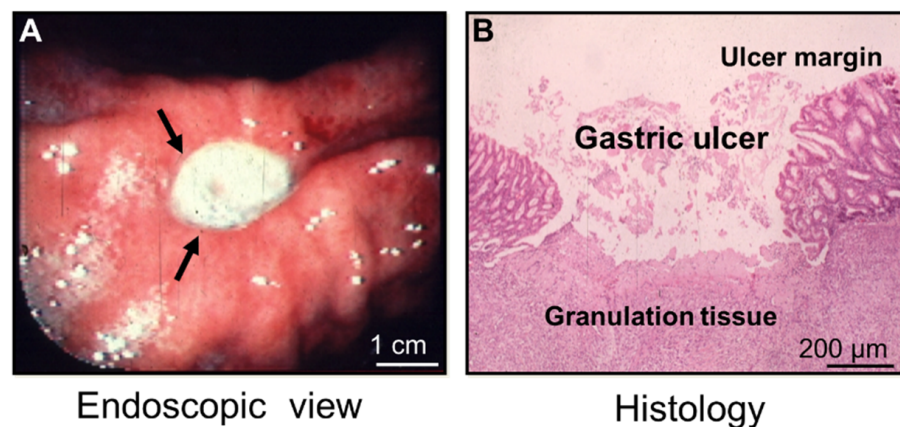 A
1 cm
Endoscopic view
B
Ulcer margin
Gastric ulcer
Granulation tissue
200 μm
Histology